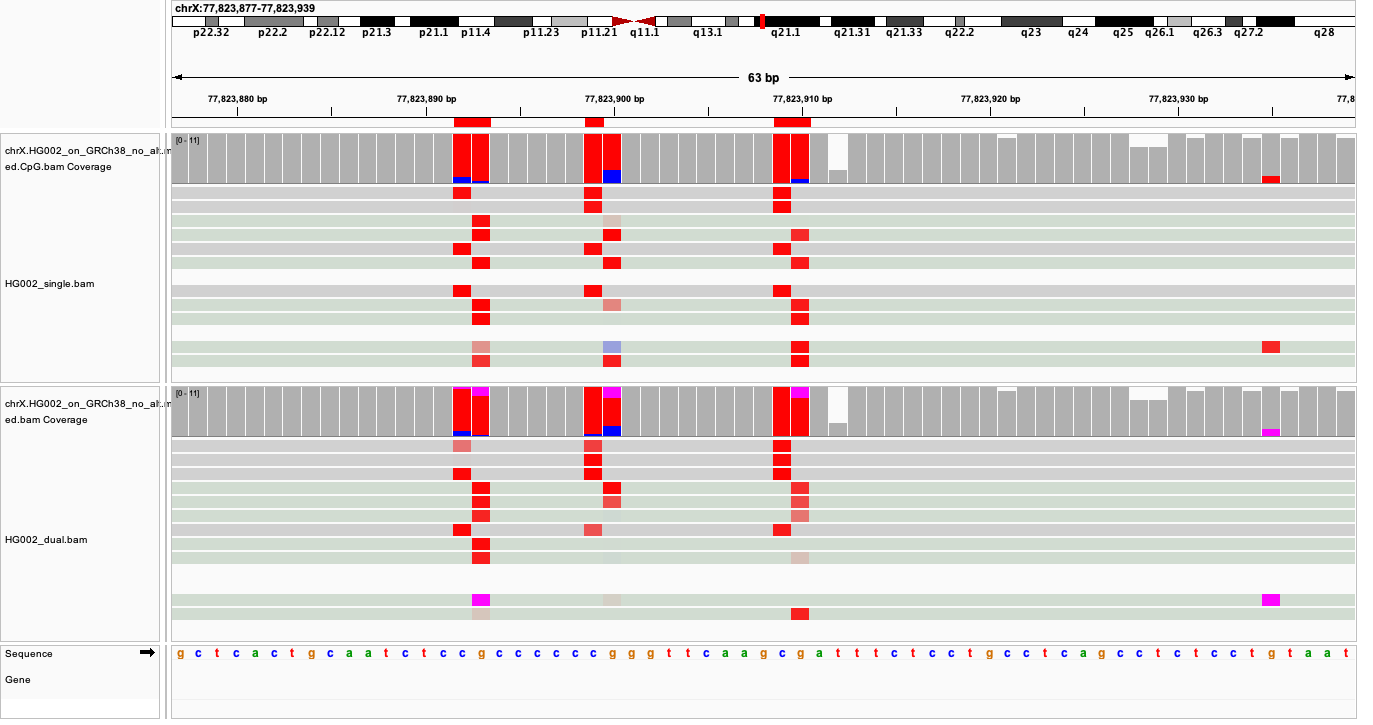 chrX:77,823,877-77,823,939
p22.32 p22.2 p22.12 p21.3 p21.1 p11.4 p11.23 p11.21 q11.1 q13.1 q21.1 q21.31 q21.33 q22.2 q23 q24 q25 q26.1 q26.3 q27.2 q28
63 bp
77,823,880 bp 77,823,890 bp 77,823,900 bp 77,823,910 bp 77,823,920 bp 77,823,930 bp 77,8
chrX.HG002_on_GRCh38_no_alt.m
ed.CpG.bam Coverage
[0 - 11]
HG002_single.bam
chrX.HG002_on_GRCh38_no_alt.m
ed.bam Coverage
[0 - 11]
HG002_dual.bam
Sequence g c t c a c t g c a a t c t c c g c c c c c c g g g t t c a a g c g a t t t c t c c t g c c t c a g c c t c t c c t g t a a t
Gene